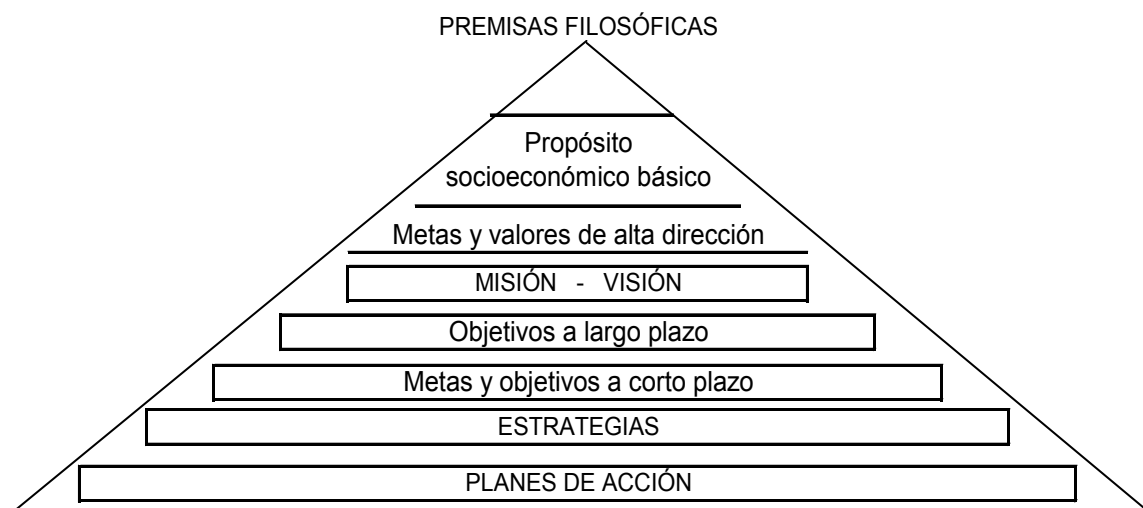 PREMISAS FILOSÓFICAS
Propósito
socioeconómico básico
Metas y valores de alta dirección
MISIÓN - VISIÓN
Objetivos a largo plazo
Metas y objetivos a corto plazo
ESTRATEGIAS
PLANES DE ACCIÓN